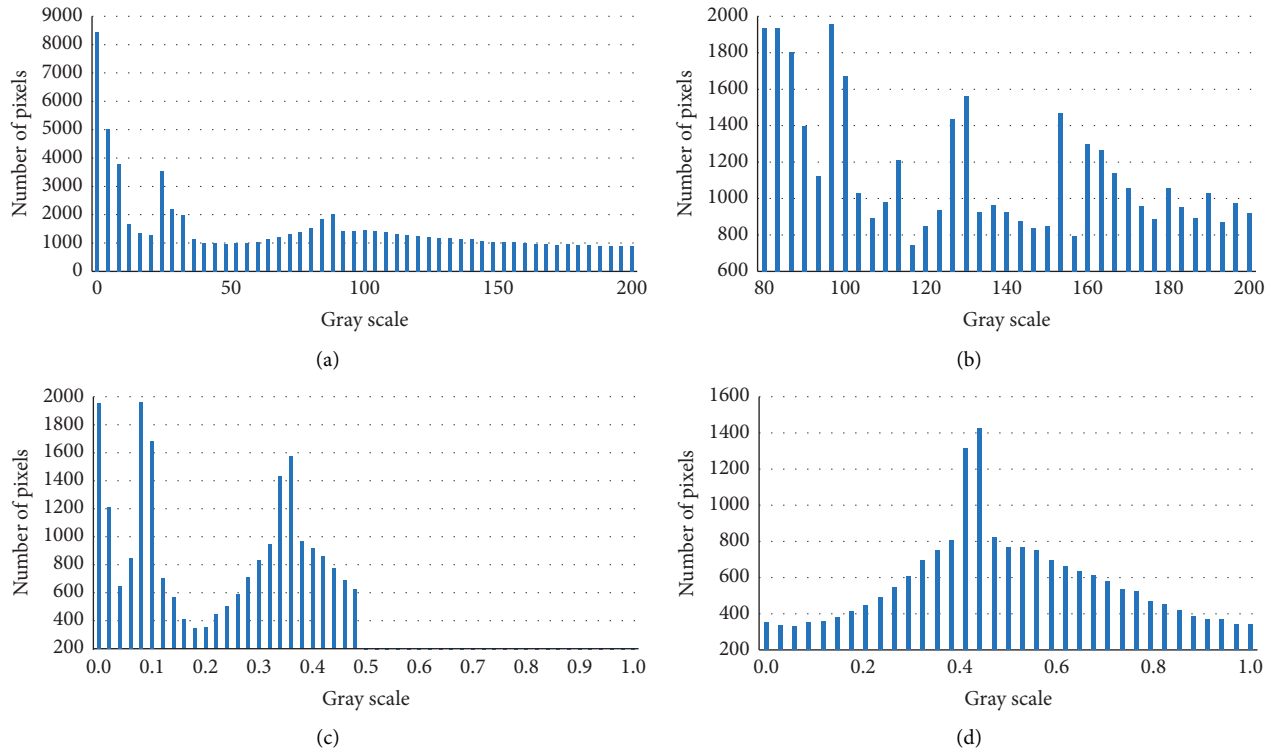 9000
8000
7000
6000
5000
4000
3000
2000
1000
0
Number of pixels
0 50 100 150 200
Gray scale
(a)
2000
1800
1600
1400
1200
1000
800
600
Number of pixels
80 100 120 140 160 180 200
Gray scale
(b)
2000
1800
1600
1400
1200
1000
800
600
400
200
Number of pixels
0.0 0.1 0.2 0.3 0.4 0.5 0.6 0.7 0.8 0.9 1.0
Gray scale
(c)
1600
1400
1200
1000
800
600
400
200
Number of pixels
0.0 0.2 0.4 0.6 0.8 1.0
Gray scale
(d)